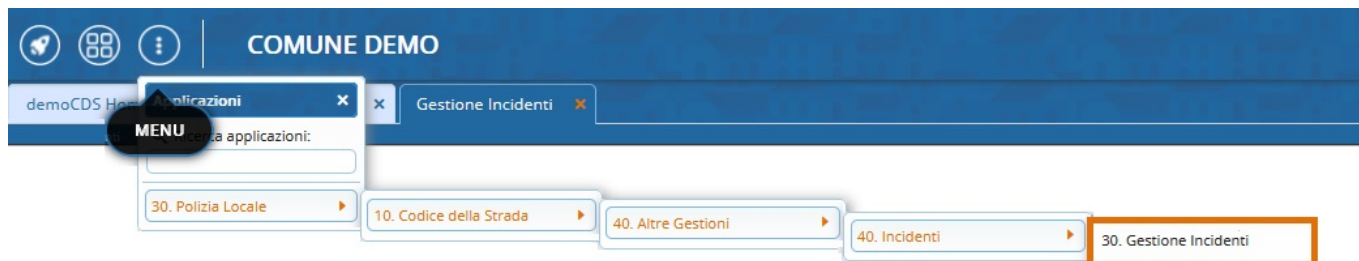 COMUNE DEMO
demoCDS Hom
Applicazioni
Gestione Incidenti
MENU
applicazioni:
30. Polizia Locale
10. Codice della Strada
40. Altre Gestioni
40. Incidenti
30. Gestione Incidenti